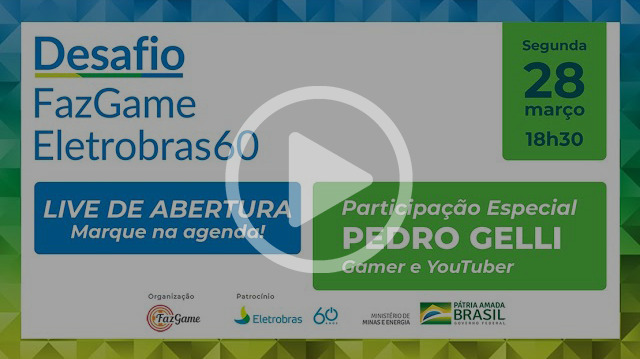 Desafio
FazGame
Eletrobras60
Segunda
28
março
18h30
LIVE DE ABERTURA
Marque na agenda!
Participação Especial
PEDRO GELLI
Gamer e YouTuber
Organização
FazGame
Patrocínio
Eletrobras
60 ANOS
MINISTÉRIO DE
MINAS E ENERGIA
PÁTRIA AMADA
BRASIL
GOVERNO FEDERAL